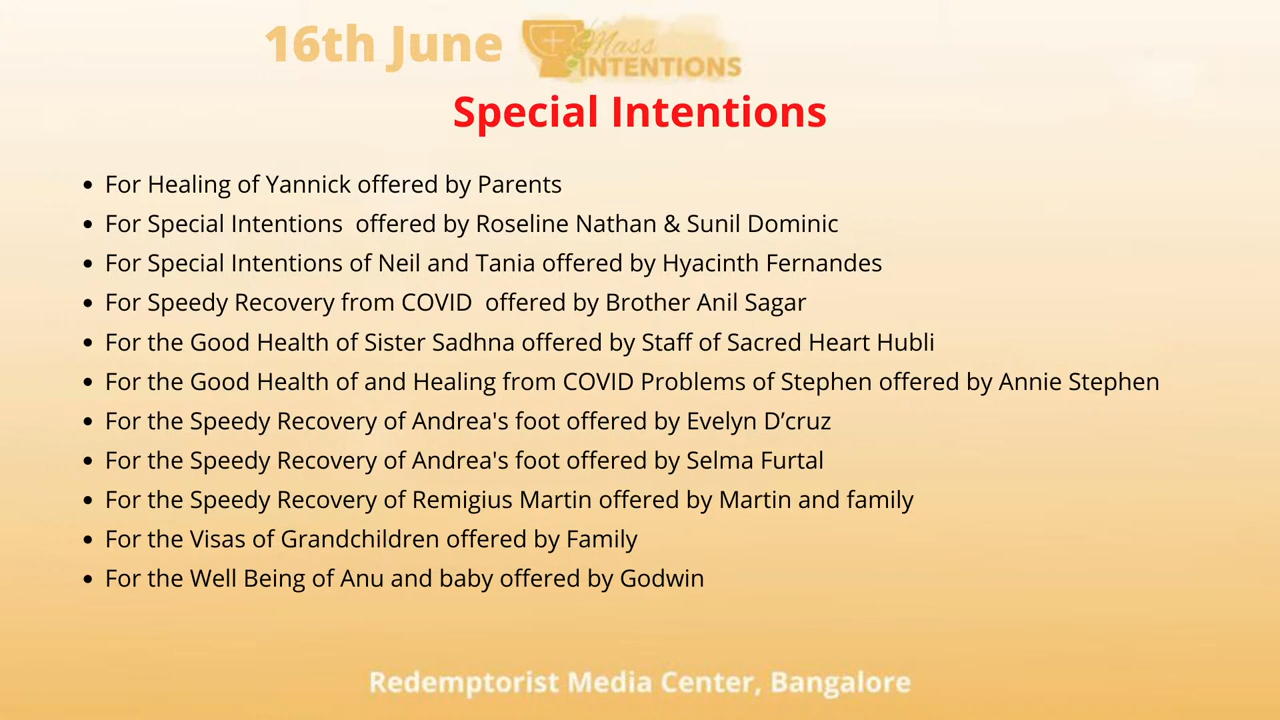 16th June
Mass
INTENTIONS
Special Intentions
• For Healing of Yannick offered by Parents
• For Special Intentions  offered by Roseline Nathan & Sunil Dominic
• For Special Intentions of Neil and Tania offered by Hyacinth Fernandes
• For Speedy Recovery from COVID  offered by Brother Anil Sagar
• For the Good Health of Sister Sadhna offered by Staff of Sacred Heart Hubli
• For the Good Health of and Healing from COVID Problems of Stephen offered by Annie Stephen
• For the Speedy Recovery of Andrea's foot offered by Evelyn D’cruz
• For the Speedy Recovery of Andrea's foot offered by Selma Furtal
• For the Speedy Recovery of Remigius Martin offered by Martin and family
• For the Visas of Grandchildren offered by Family
• For the Well Being of Anu and baby offered by Godwin
Redemptorist Media Center, Bangalore